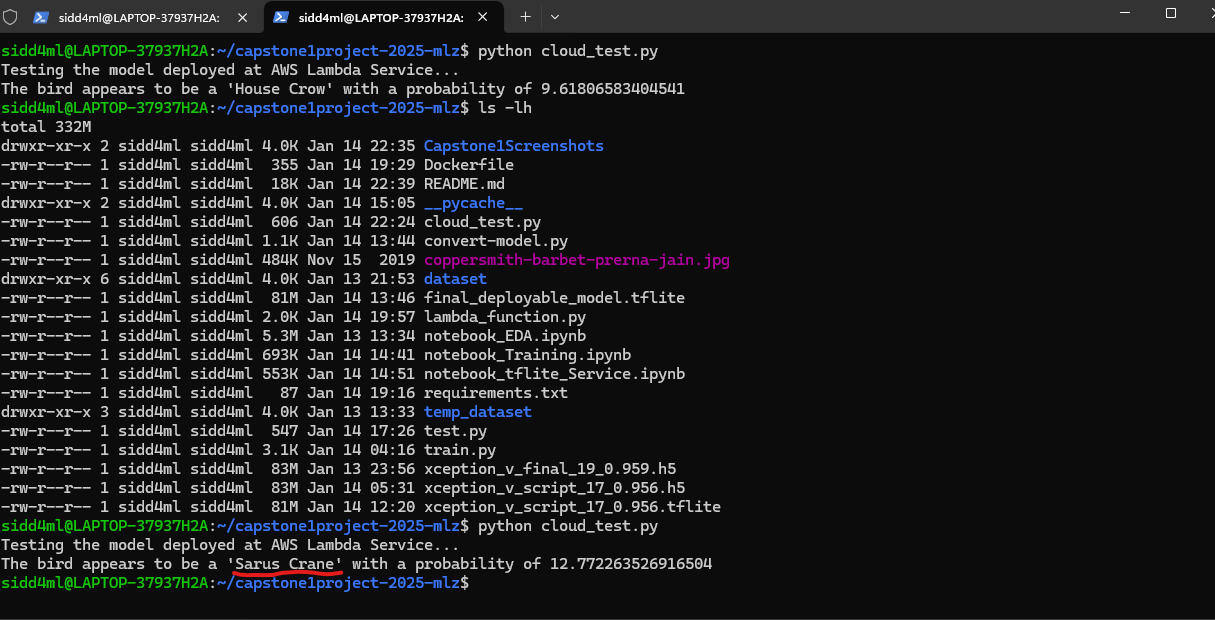 sidd4ml@LAPTOP-37937H2A: sidd4ml@LAPTOP-37937H2A:
sidd4ml@LAPTOP-37937H2A:~/capstone1project-2025-mlz$ python cloud_test.py
Testing the model deployed at AWS Lambda Service...
The bird appears to be a 'House Crow' with a probability of 9.61806583404541
sidd4ml@LAPTOP-37937H2A:~/capstone1project-2025-mlz$ ls -lh
total 332M
drwxr-xr-x 2 sidd4ml sidd4ml 4.0K Jan 14 22:35 Capstone1Screenshots
-rw-r--r-- 1 sidd4ml sidd4ml  355 Jan 14 19:29 Dockerfile
-rw-r--r-- 1 sidd4ml sidd4ml  18K Jan 14 22:39 README.md
drwxr-xr-x 2 sidd4ml sidd4ml 4.0K Jan 14 15:05 __pycache__
-rw-r--r-- 1 sidd4ml sidd4ml  606 Jan 14 22:24 cloud_test.py
-rw-r--r-- 1 sidd4ml sidd4ml 1.1K Jan 14 13:44 convert-model.py
-rw-r--r-- 1 sidd4ml sidd4ml 484K Nov 15  2019 coppersmith-barbet-prerna-jain.jpg
drwxr-xr-x 6 sidd4ml sidd4ml 4.0K Jan 13 21:53 dataset
-rw-r--r-- 1 sidd4ml sidd4ml  81M Jan 14 13:46 final_deployable_model.tflite
-rw-r--r-- 1 sidd4ml sidd4ml 2.0K Jan 14 19:57 lambda_function.py
-rw-r--r-- 1 sidd4ml sidd4ml 5.3M Jan 13 13:34 notebook_EDA.ipynb
-rw-r--r-- 1 sidd4ml sidd4ml 693K Jan 14 14:41 notebook_Training.ipynb
-rw-r--r-- 1 sidd4ml sidd4ml 553K Jan 14 14:51 notebook_tflite_Service.ipynb
-rw-r--r-- 1 sidd4ml sidd4ml   87 Jan 14 19:16 requirements.txt
drwxr-xr-x 3 sidd4ml sidd4ml 4.0K Jan 13 13:33 temp_dataset
-rw-r--r-- 1 sidd4ml sidd4ml  547 Jan 14 17:26 test.py
-rw-r--r-- 1 sidd4ml sidd4ml 3.1K Jan 14 04:16 train.py
-rw-r--r-- 1 sidd4ml sidd4ml  83M Jan 13 23:56 xception_v_final_19_0.959.h5
-rw-r--r-- 1 sidd4ml sidd4ml  83M Jan 14 05:31 xception_v_script_17_0.956.h5
-rw-r--r-- 1 sidd4ml sidd4ml  81M Jan 14 12:20 xception_v_script_17_0.956.tflite
sidd4ml@LAPTOP-37937H2A:~/capstone1project-2025-mlz$ python cloud_test.py
Testing the model deployed at AWS Lambda Service...
The bird appears to be a 'Sarus Crane' with a probability of 12.772263526916504
sidd4ml@LAPTOP-37937H2A:~/capstone1project-2025-mlz$